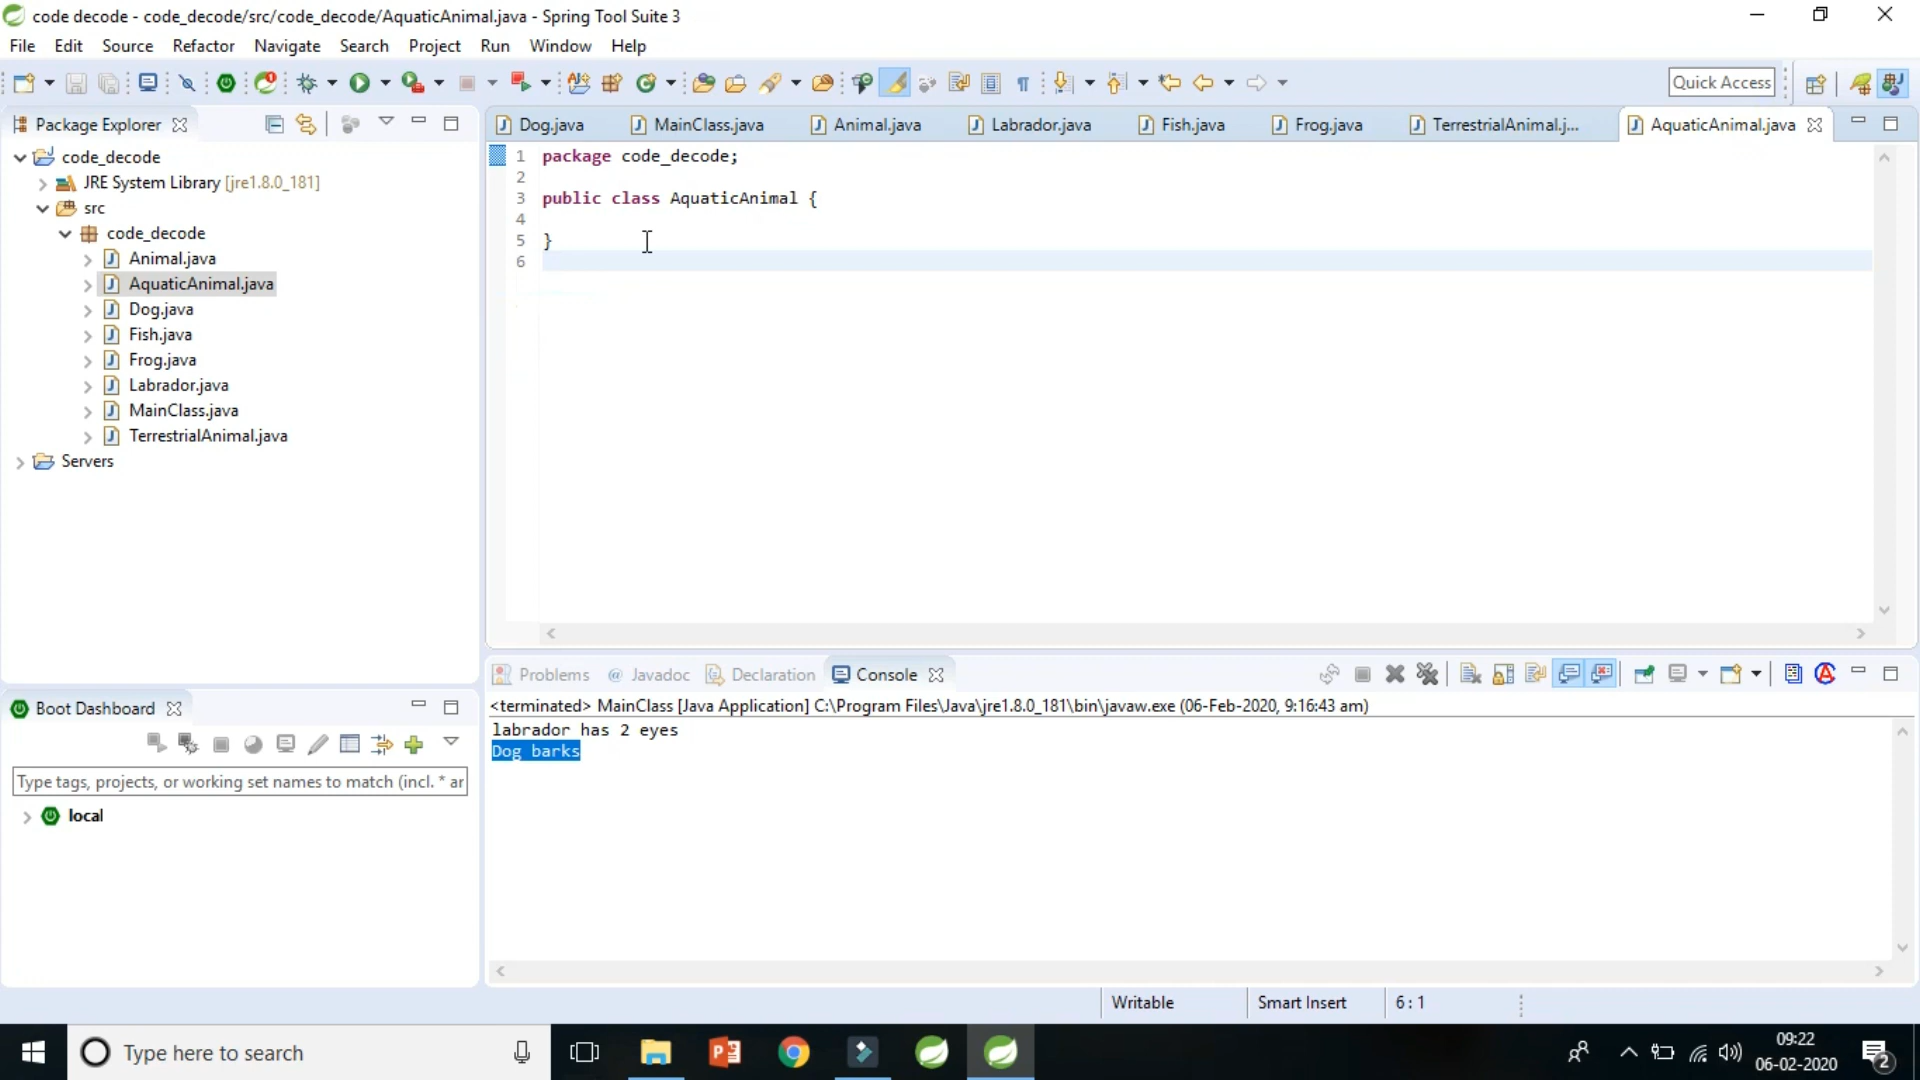 code decode - code_decode/src/code_decode/AquaticAnimal.java - Spring Tool Suite 3
File Edit Source Refactor Navigate Search Project Run Window Help
Quick Access
Package Explorer
code_decode
JRE System Library [jre1.8.0_181]
src
code_decode
Animal.java
AquaticAnimal.java
Dog.java
Fish.java
Frog.java
Labrador.java
MainClass.java
TerrestrialAnimal.java
Servers
Dog.java MainClass.java Animal.java Labrador.java Fish.java Frog.java TerrestrialAnimal.j... AquaticAnimal.java
1 package code_decode;
2
3 public class AquaticAnimal {
4
5 }
6
Boot Dashboard
Type tags, projects, or working set names to match (incl. * ar
local
Problems @ Javadoc Declaration Console
<terminated> MainClass [Java Application] C:\Program Files\Java\jre1.8.0_181\bin\javaw.exe (06-Feb-2020, 9:16:43 am)
labrador has 2 eyes
Dog barks
Writable Smart Insert 6 : 1
Type here to search
09:22
06-02-2020
2